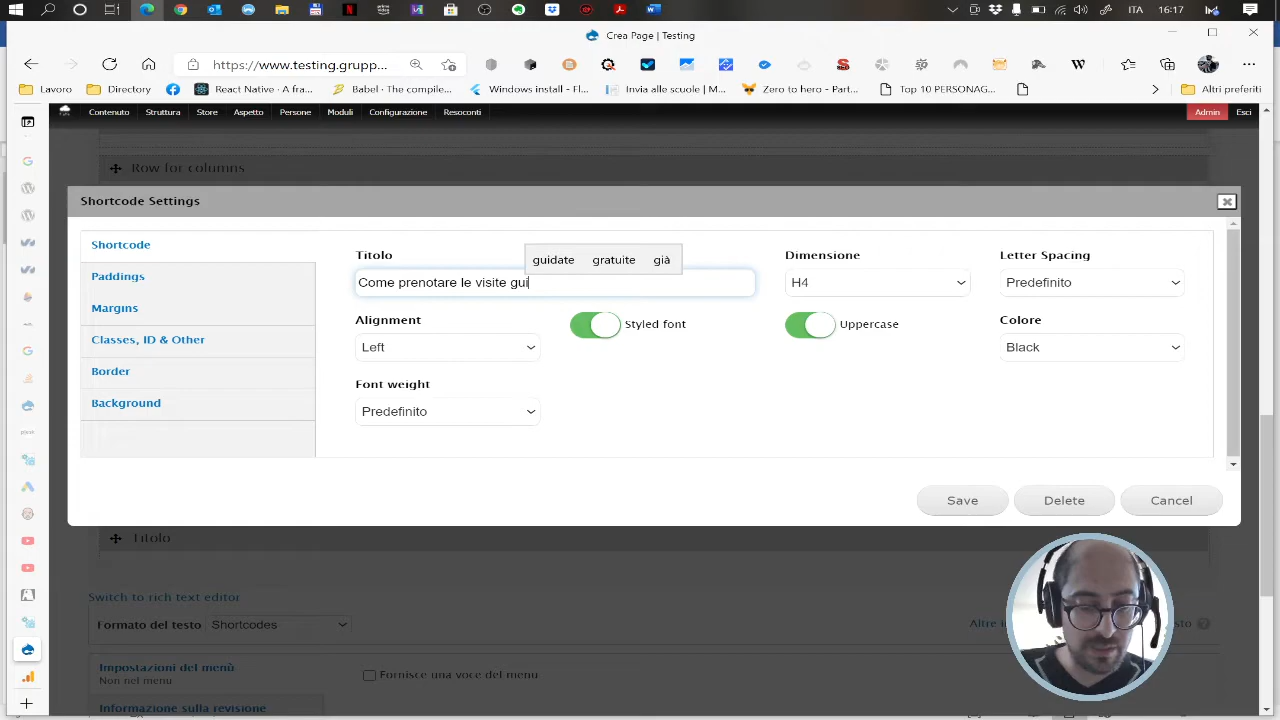 ITA 16:17
Crea Page | Testing
https://www.testing.grupp...
Lavoro Directory React Native · A fra... Babel · The compile... Windows install - Fl... Invia alle scuole | M... Zero to hero - Part... Top 10 PERSONAG... Altri preferiti
Contenuto Struttura Store Aspetto Persone Moduli Configurazione Resoconti Admin Esci
Row for columns
Shortcode Settings
Shortcode
Paddings
Margins
Classes, ID & Other
Border
Background
Titolo
guidate gratuite già
Come prenotare le visite gui
Dimensione
H4
Letter Spacing
Predefinito
Alignment
Left
Styled font
Uppercase
Colore
Black
Font weight
Predefinito
Save Delete Cancel
Titolo
Switch to rich text editor
Formato del testo Shortcodes
Altre
Impostazioni del menù
Non nel menu
Fornisce una voce del menu
Informazione sulla revisione